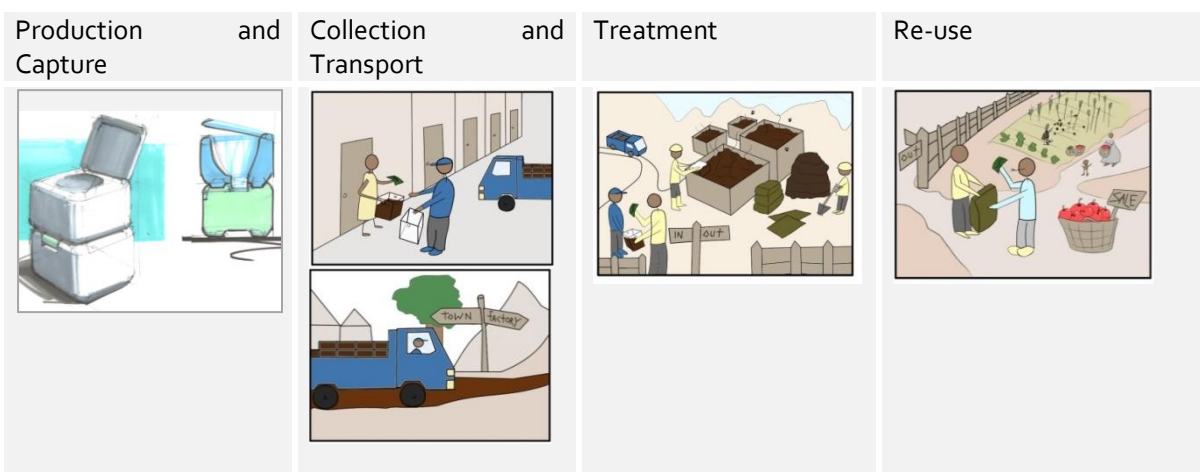 Production and
Capture
Collection and
Transport
Treatment
Re-use
TOWN
factory
IN
OUT
OUT
SALE